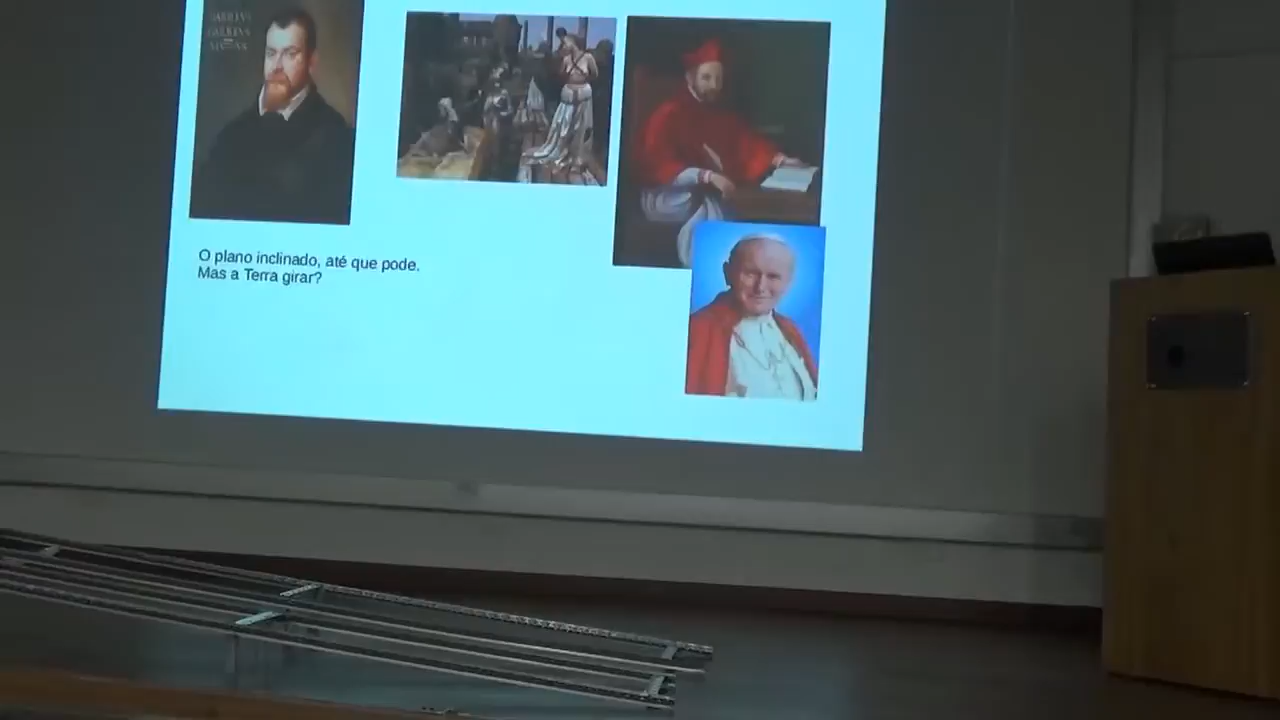 O plano inclinado, até que pode.
Mas a Terra girar?